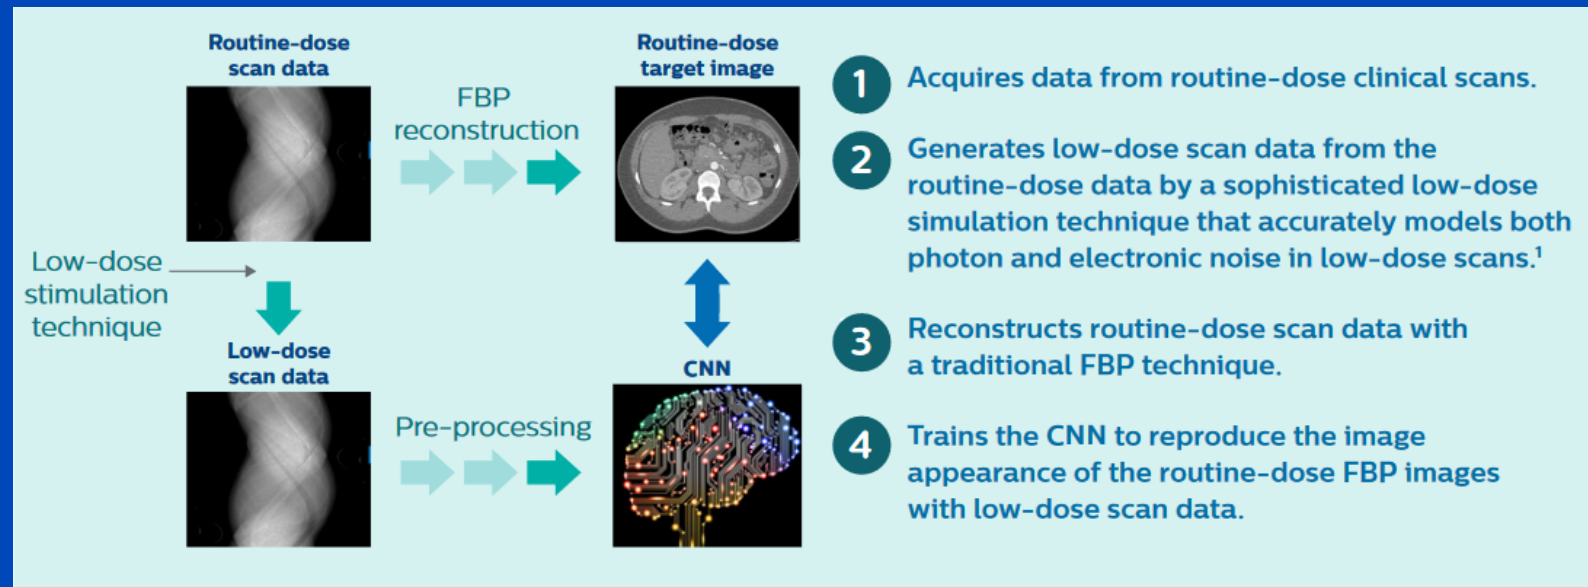 Routine-dose
scan data
FBP
reconstruction
Routine-dose
target image
Low-dose
stimulation
technique
Low-dose
scan data
Pre-processing
CNN
1 Acquires data from routine-dose clinical scans.
2 Generates low-dose scan data from the
routine-dose data by a sophisticated low-dose
simulation technique that accurately models both
photon and electronic noise in low-dose scans.¹
3 Reconstructs routine-dose scan data with
a traditional FBP technique.
4 Trains the CNN to reproduce the image
appearance of the routine-dose FBP images
with low-dose scan data.